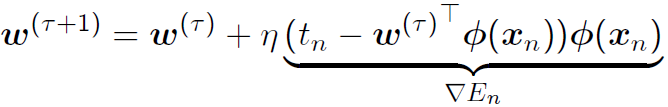 w^{(τ+1)} = w^{(τ)} + η (t_n − w^{(τ)⊤} ϕ(x_n)) ϕ(x_n)
∇E_n